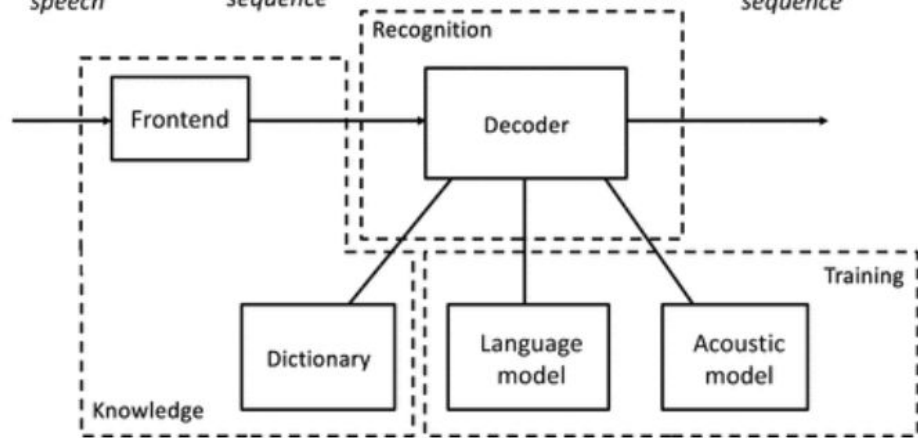 speech sequence sequence
Recognition
Frontend
Decoder
Training
Dictionary
Language
model
Acoustic
model
Knowledge